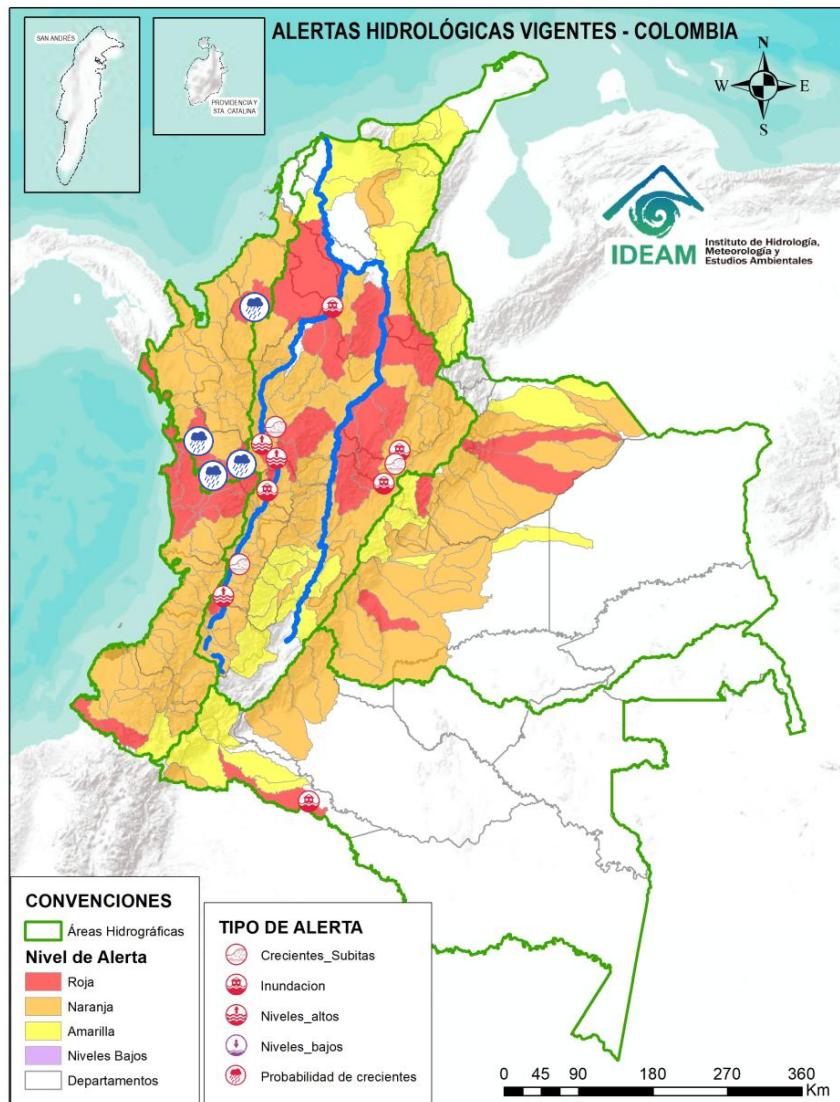 ALERTAS HIDROLÓGICAS VIGENTES - COLOMBIA
SAN ANDRÉS
PROVIDENCIA Y
STA. CATALINA
N
W
E
S
IDEAM
Instituto de Hidrología,
Meteorología y
Estudios Ambientales
CONVENCIONES
Áreas Hidrográficas
Nivel de Alerta
Roja
Naranja
Amarilla
Niveles Bajos
Departamentos
TIPO DE ALERTA
Crecientes_Subitas
Inundacion
Niveles_altos
Niveles_bajos
Probabilidad de crecientes
0 45 90 180 270 360
Km